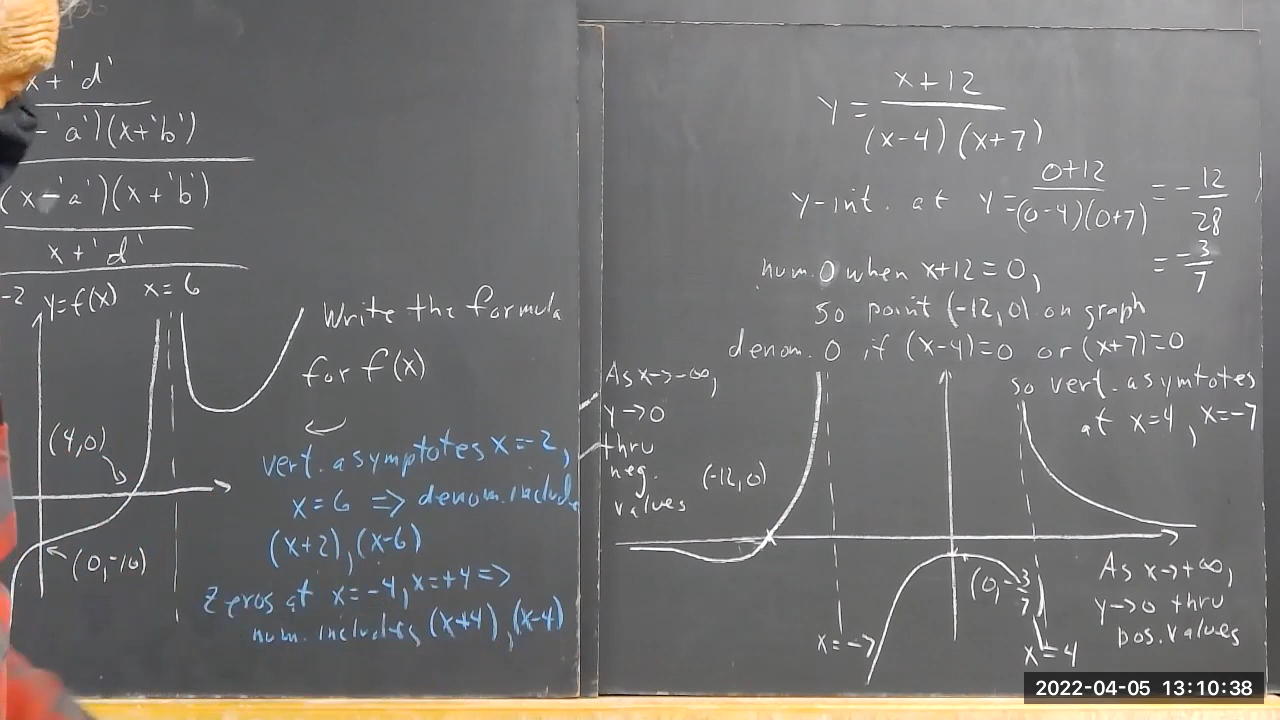 x+'d'
-'a')(x+'b')
(x-'a')(x+'b')
x+'d'
-2 y=f(x) x=6
Write the formula
for f(x)
(4,0)
(0,-10)
vert. asymptotes x=-2,
x=6 => denom. includes
(x+2),(x-6)
zeros at x=-4, x=+4 =>
num. includes (x+4),(x-4)
y = x+12 / (x-4)(x+7)
y-int. at y= 0+12 / (0-4)(0+7) = - 12 / 28
= -3 / 7
num. 0 when x+12=0,
so point (-12,0) on graph
denom. 0 if (x-4)=0 or (x+7)=0
so vert. asymtotes
at x=4, x=-7
As x→-∞,
y→0
thru
neg.
values
(-12,0)
(0,-3/7)
x=-7
x=4
As x→+∞,
y→0 thru
pos. values
2022-04-05 13:10:38